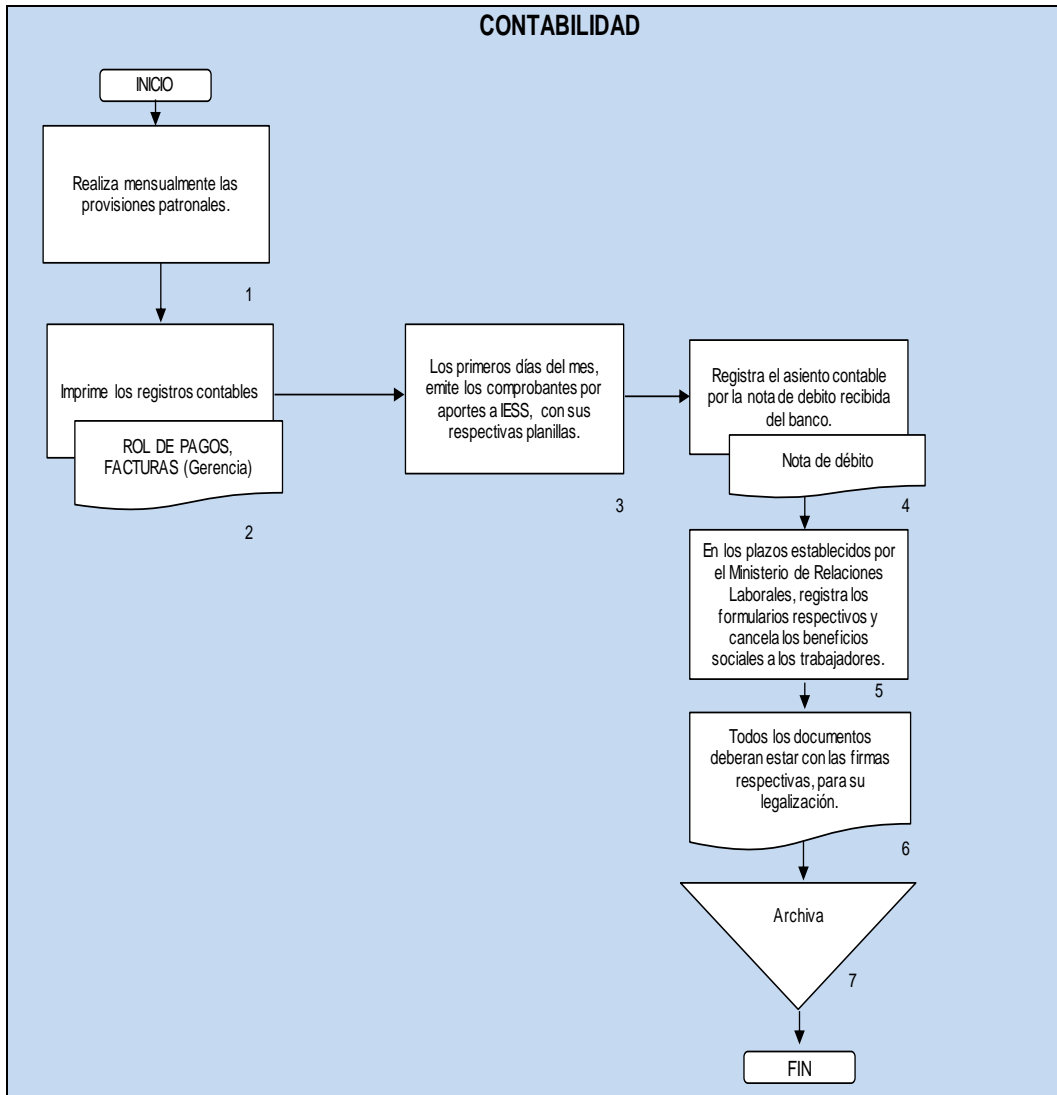 CONTABILIDAD
INICIO
Realiza mensualmente las
provisiones patronales.
1
Imprime los registros contables
ROL DE PAGOS,
FACTURAS (Gerencia)
2
Los primeros días del mes,
emite los comprobantes por
aportes a IESS, con sus
respectivas planillas.
3
Registra el asiento contable
por la nota de debito recibida
del banco.
Nota de débito
4
En los plazos establecidos por
el Ministerio de Relaciones
Laborales, registra los
formularios respectivos y
cancela los beneficios
sociales a los trabajadores.
5
Todos los documentos
deberan estar con las firmas
respectivas, para su
legalización.
6
Archiva
7
FIN